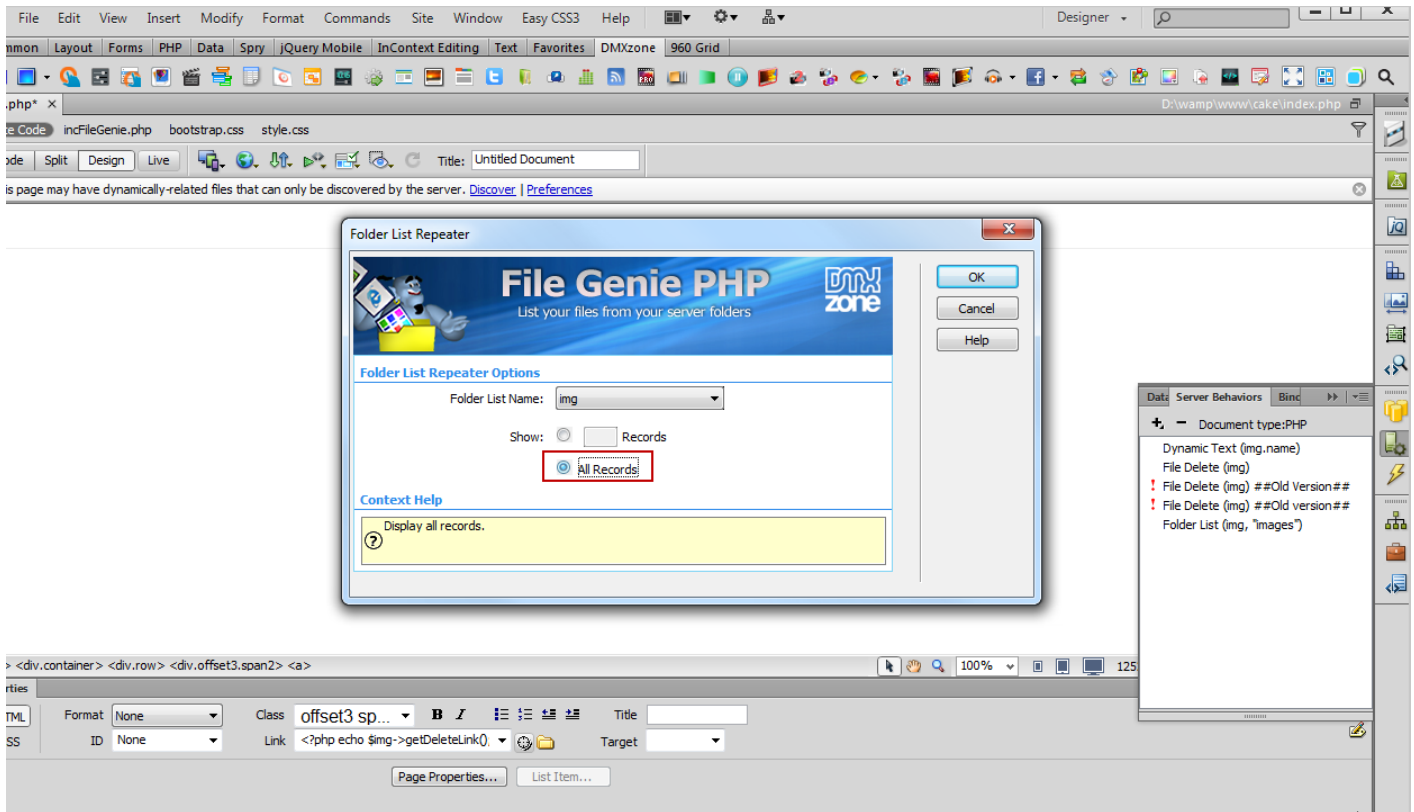 File Edit View Insert Modify Format Commands Site Window Easy CSS3 Help Designer
mmon Layout Forms PHP Data Spry jQuery Mobile InContext Editing Text Favorites DMXzone 960 Grid
.php* D:\wamp\www\cake\index.php
ce Code incFileGenie.php bootstrap.css style.css
ode Split Design Live Title: Untitled Document
is page may have dynamically-related files that can only be discovered by the server. Discover | Preferences
Folder List Repeater
File Genie PHP
List your files from your server folders
DMX zone
OK
Cancel
Help
Folder List Repeater Options
Folder List Name: img
Show: Records
All Records
Context Help
Display all records.
Data Server Behaviors Bind
Document type:PHP
Dynamic Text (img.name)
File Delete (img)
! File Delete (img) ##Old Version##
! File Delete (img) ##Old version##
Folder List (img, "images")
> <div.container> <div.row> <div.offset3.span2> <a> 100% 125
rties
TML Format None Class offset3 sp... B I Title
SS ID None Link <?php echo $img->getDeleteLink(), Target
Page Properties... List Item...